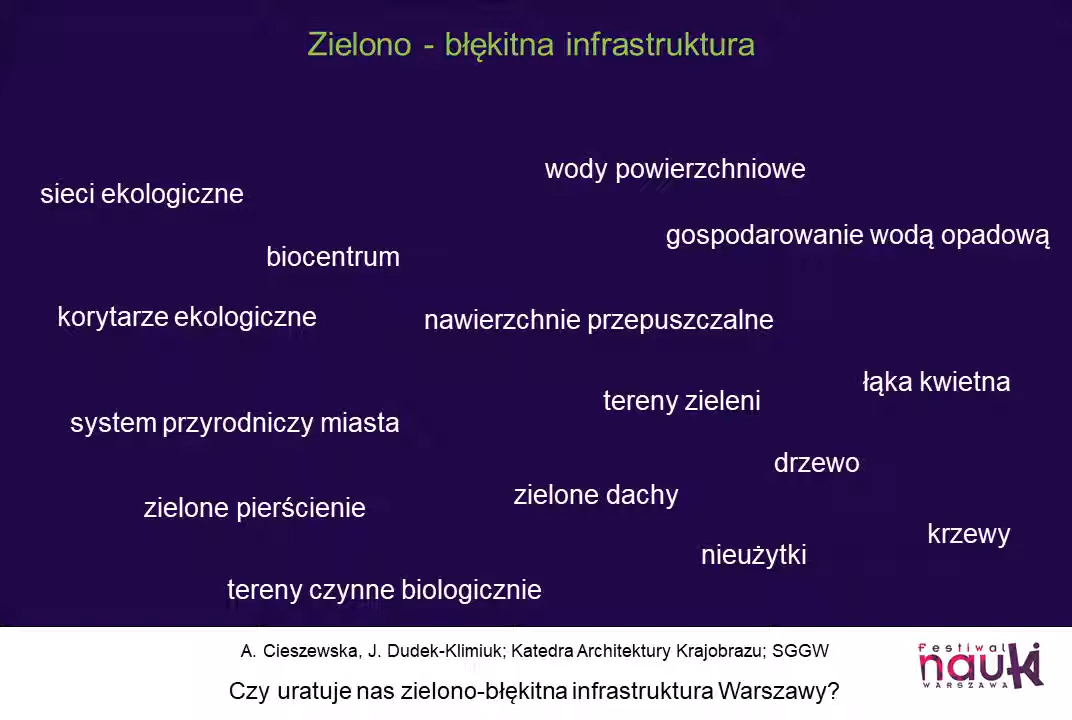 Zielono - błękitna infrastruktura
wody powierzchniowe
sieci ekologiczne
gospodarowanie wodą opadową
biocentrum
korytarze ekologiczne
nawierzchnie przepuszczalne
łąka kwietna
tereny zieleni
system przyrodniczy miasta
drzewo
zielone dachy
zielone pierścienie
krzewy
nieużytki
tereny czynne biologicznie
A. Cieszewska, J. Dudek-Klimiuk; Katedra Architektury Krajobrazu; SGGW
Czy uratuje nas zielono-błękitna infrastruktura Warszawy?
Festiwal
nauki
WARSZAWA